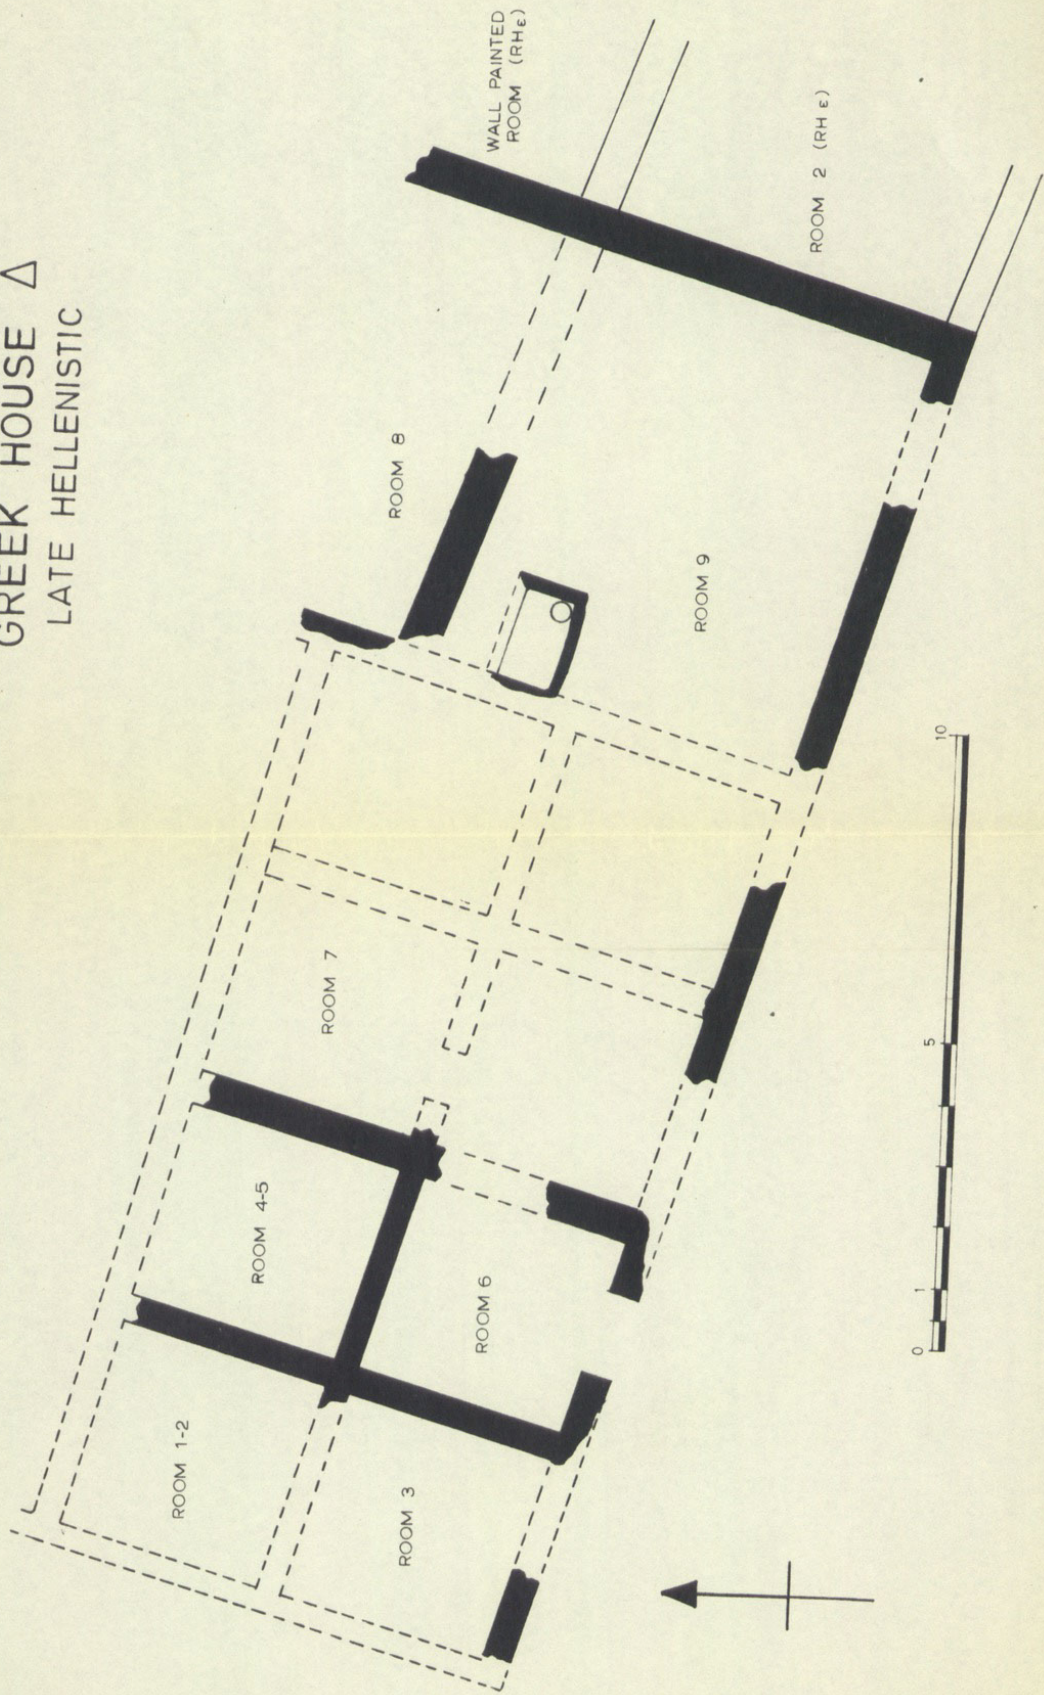 GREEK HOUSE Δ
LATE HELLENISTIC
WALL PAINTED
ROOM (RHε)
ROOM 2 (RH ε)
ROOM 8
ROOM 9
ROOM 7
ROOM 4-5
ROOM 6
ROOM 1-2
ROOM 3
0
1
5
10